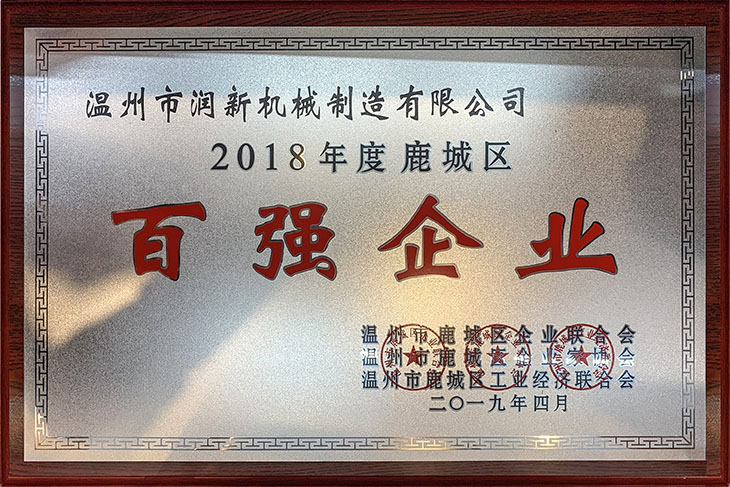 温州市润新机械制造有限公司
2018年度鹿城区
百强企业
温州市鹿城区企业联合会
温州市鹿城区企业家协会
温州市鹿城区工业经济联合会
二〇一九年四月